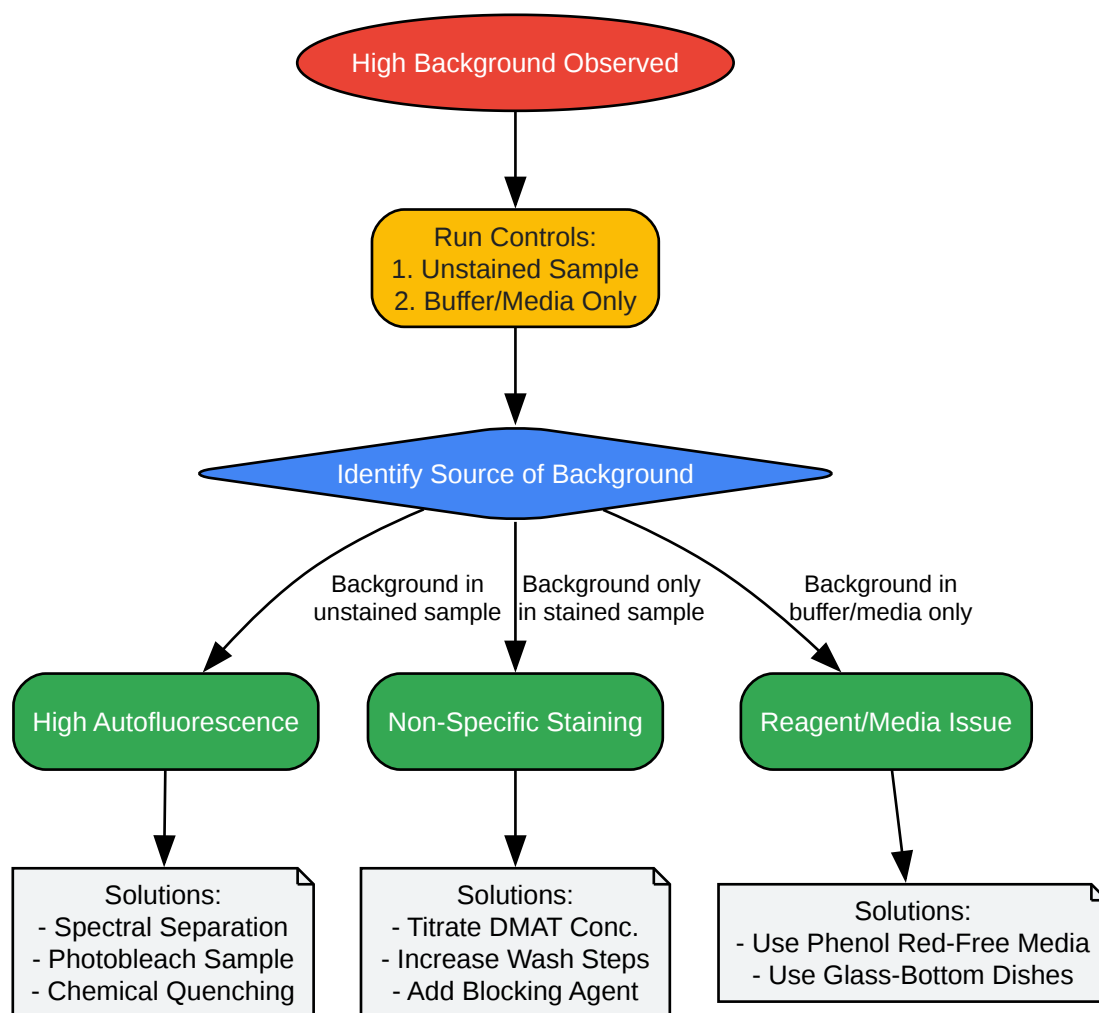 High Background Observed
Run Controls:
1. Unstained Sample
2. Buffer/Media Only
Identify Source of Background
Background in
unstained sample
Background only
in stained sample
Background in
buffer/media only
High Autofluorescence
Non-Specific Staining
Reagent/Media Issue
Solutions:
- Spectral Separation
- Photobleach Sample
- Chemical Quenching
Solutions:
- Titrate DMAT Conc.
- Increase Wash Steps
- Add Blocking Agent
Solutions:
- Use Phenol Red-Free Media
- Use Glass-Bottom Dishes